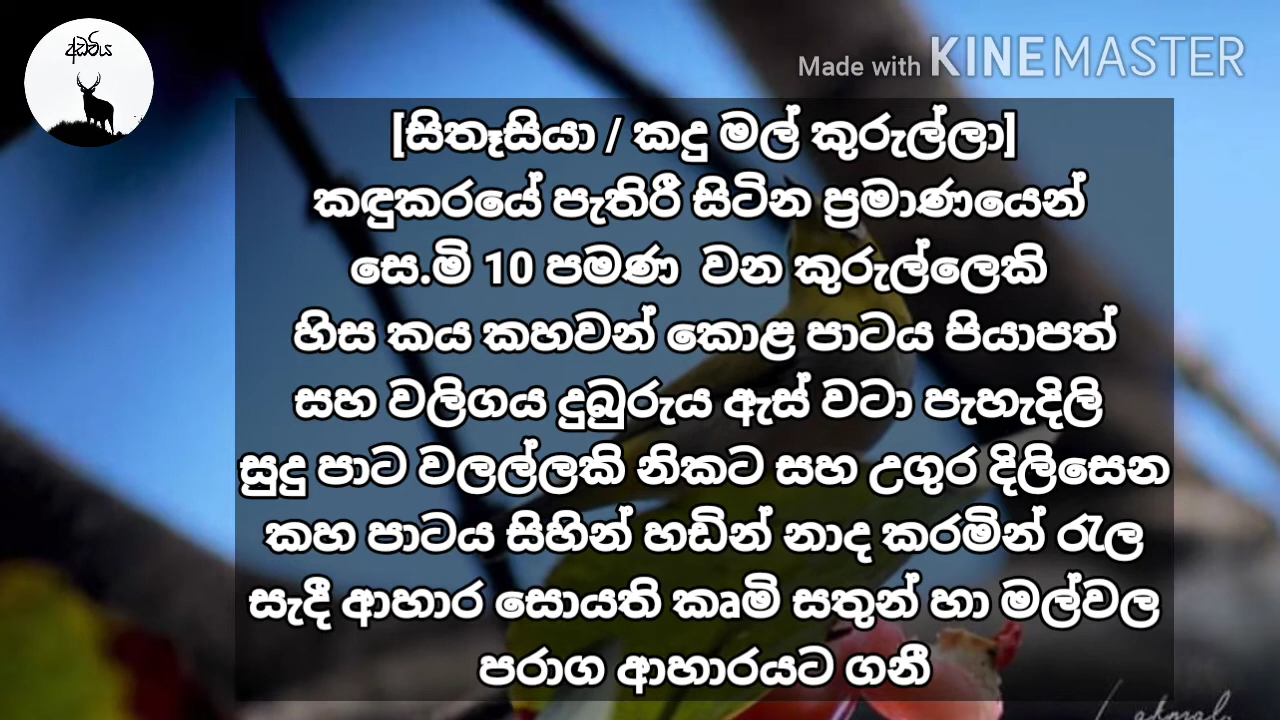 අඩවිය
Made with KINEMASTER
[සිතෑසියා / කදු මල් කුරුල්ලා]
කඳුකරයේ පැතිරී සිටින ප්‍රමාණයෙන්
සෙ.මි 10 පමණ වන කුරුල්ලෙකි
හිස කය කහවන් කොළ පාටය පියාපත්
සහ වලිගය දුඹුරුය ඇස් වටා පැහැදිලි
සුදු පාට වලල්ලකි නිකට සහ උගුර දිලිසෙන
කහ පාටය සිහින් හඩින් නාද කරමින් රැල
සැදී ආහාර සොයති කෘමි සතුන් හා මල්වල
පරාග ආහාරයට ගනී